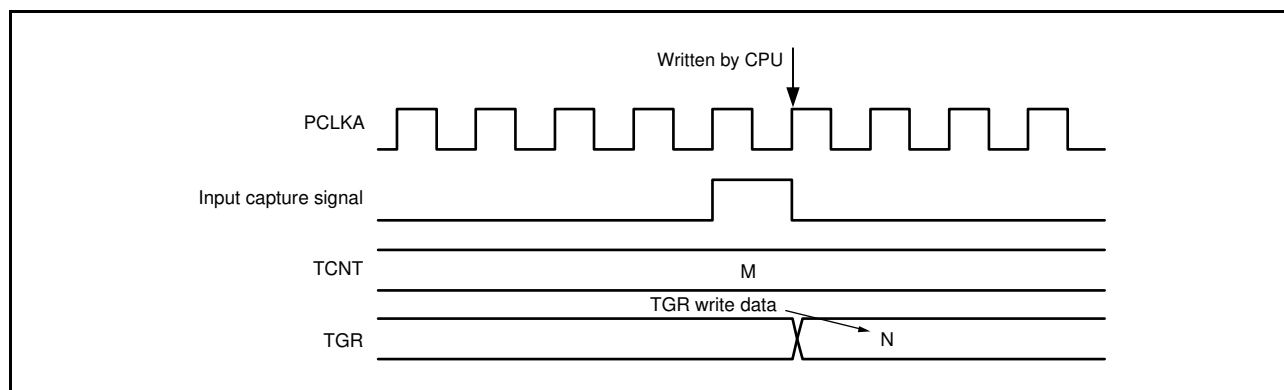 Written by CPU
PCLKA
Input capture signal
TCNT
M
TGR write data
TGR
N